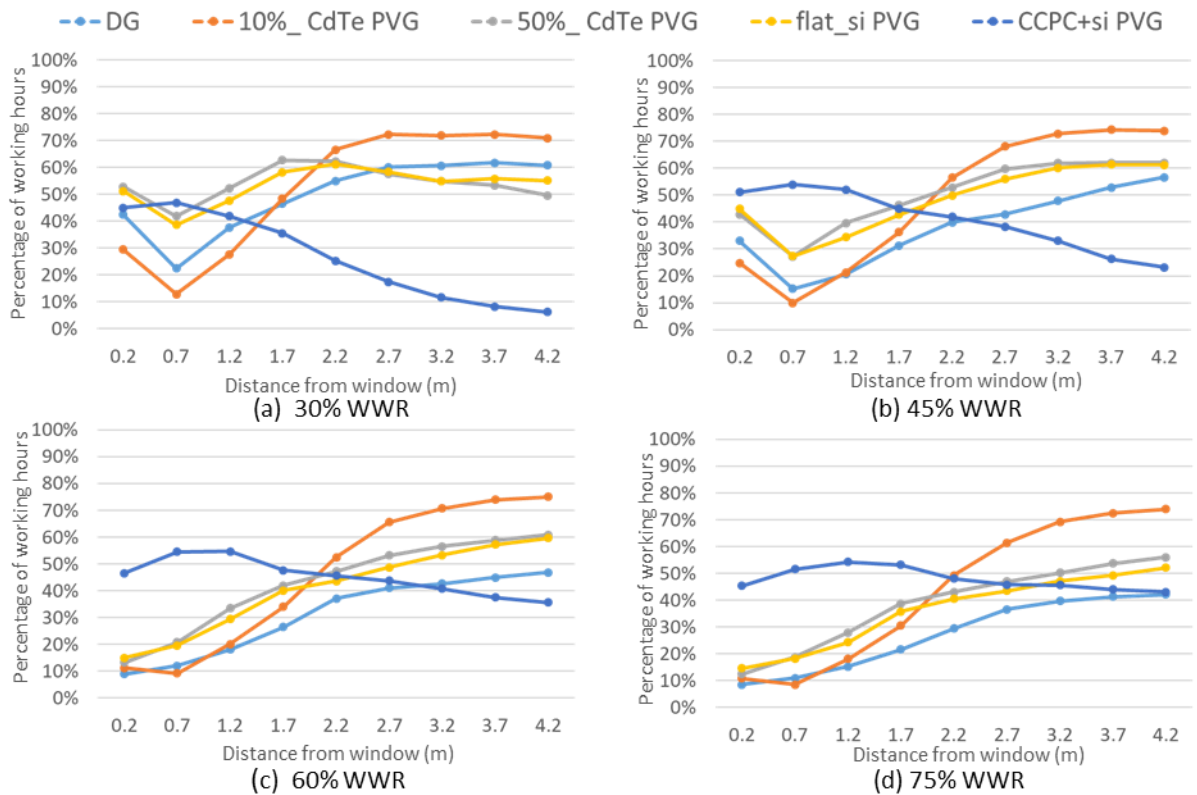 DG 10%_ CdTe PVG 50%_ CdTe PVG flat_si PVG CCPC+si PVG
Percentage of working hours
100%
90%
80%
70%
60%
50%
40%
30%
20%
10%
0%
0.2 0.7 1.2 1.7 2.2 2.7 3.2 3.7 4.2
Distance from window (m)
(a) 30% WWR
Percentage of working hours
100%
90%
80%
70%
60%
50%
40%
30%
20%
10%
0%
0.2 0.7 1.2 1.7 2.2 2.7 3.2 3.7 4.2
Distance from window (m)
(b) 45% WWR
Percentage of working hours
100%
90%
80%
70%
60%
50%
40%
30%
20%
10%
0%
0.2 0.7 1.2 1.7 2.2 2.7 3.2 3.7 4.2
Distance from window (m)
(c) 60% WWR
Percentage of working hours
100%
90%
80%
70%
60%
50%
40%
30%
20%
10%
0%
0.2 0.7 1.2 1.7 2.2 2.7 3.2 3.7 4.2
Distance from window (m)
(d) 75% WWR